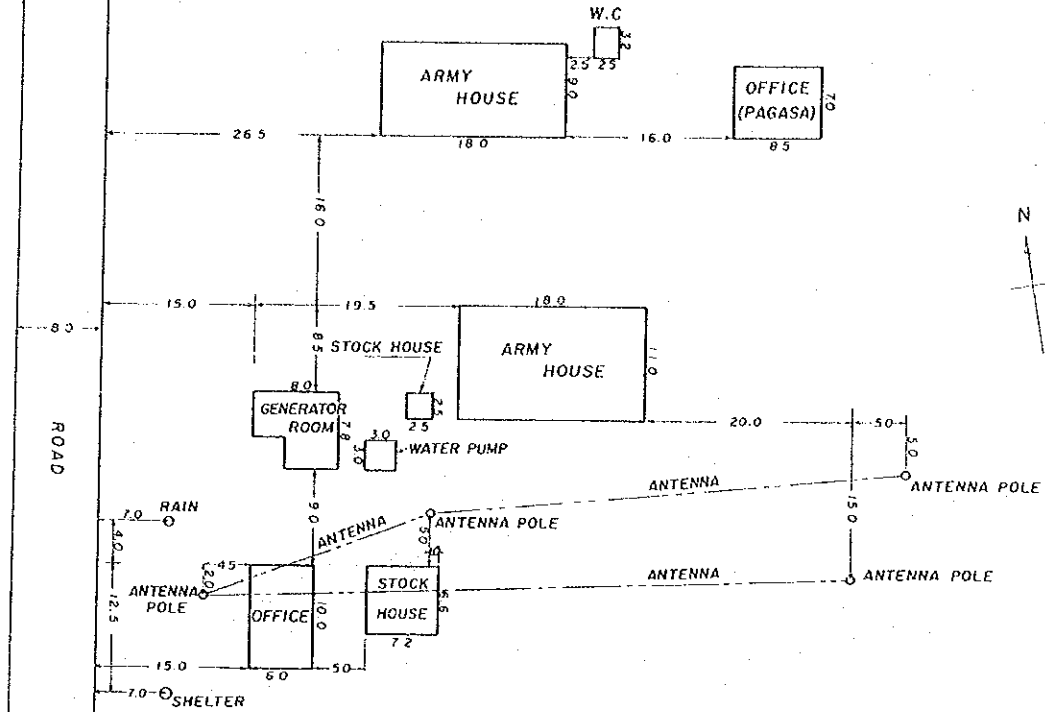 W.C
3.2
2.5
2.5
ARMY
HOUSE
9.0
OFFICE
(PAGASA)
7.0
26.5
18.0
16.0
8.5
16.0
N
15.0
19.5
18.0
8.0
8.5
STOCK HOUSE
ARMY
HOUSE
11.0
8.0
GENERATOR
ROOM
7.8
2.5
2.5
3.0
3.0
WATER PUMP
20.0
5.0
5.0
ROAD
ANTENNA
ANTENNA POLE
7.0
RAIN
9.0
ANTENNA
ANTENNA POLE
15.0
4.0
5.0
4.5
2.0
ANTENNA
POLE
ANTENNA
ANTENNA POLE
12.5
OFFICE
10.0
STOCK
HOUSE
6.6
7.2
15.0
6.0
5.0
7.0
SHELTER